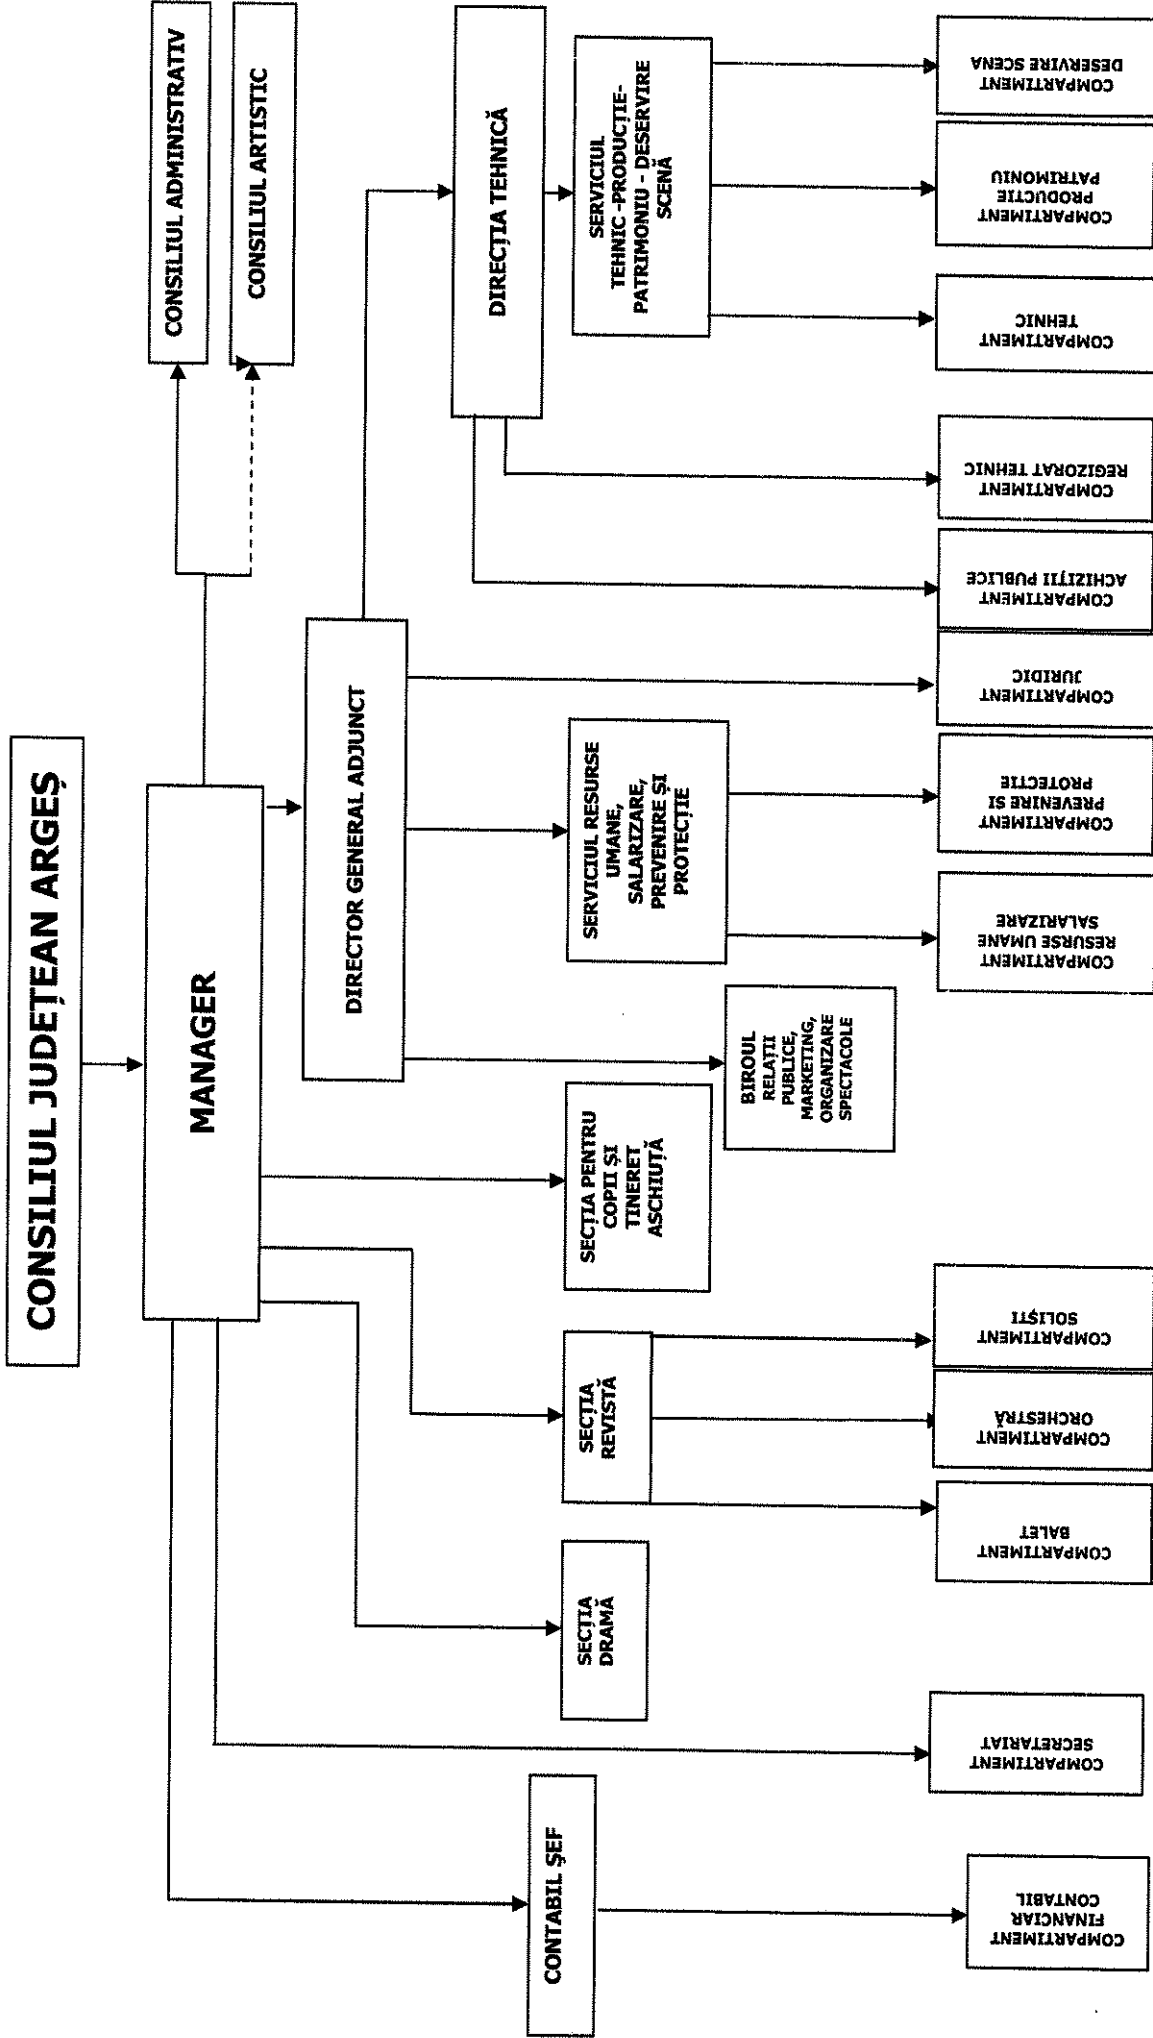 CONSILIUL JUDEȚEAN ARGEȘ
MANAGER
CONSILIUL ADMINISTRATIV
CONSILIUL ARTISTIC
DIRECTOR GENERAL ADJUNCT
DIRECȚIA TEHNICĂ
CONTABIL ȘEF
SECȚIA
DRAMĂ
SECȚIA
REVISTĂ
SECȚIA PENTRU
COPII ȘI
TINERET
AȘCHIUȚĂ
BIROUL
RELAȚII
PUBLICE,
MARKETING,
ORGANIZARE
SPECTACOLE
SERVICIUL RESURSE
UMANE,
SALARIZARE,
PREVENIRE ȘI
PROTECȚIE
SERVICIUL
TEHNIC -PRODUCȚIE-
PATRIMONIU - DESERVIRE
SCENĂ
COMPARTIMENT
FINANCIAR
CONTABIL
COMPARTIMENT
SECRETARIAT
COMPARTIMENT
BALET
COMPARTIMENT
ORCHESTRĂ
COMPARTIMENT
SOLIȘTI
COMPARTIMENT
RESURSE UMANE
SALARIZARE
COMPARTIMENT
PREVENIRE SI
PROTECTIE
COMPARTIMENT
JURIDIC
COMPARTIMENT
ACHIZIȚII PUBLICE
COMPARTIMENT
REGIZORAT TEHNIC
COMPARTIMENT
TEHNIC
COMPARTIMENT
PRODUCTIE
PATRIMONIU
COMPARTIMENT
DESERVIRE SCENA